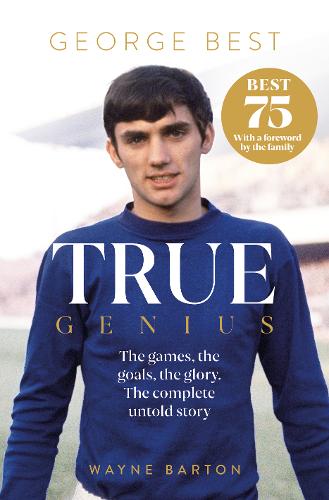 GEORGE BEST
BEST
75
With a foreword
by the family
TRUE
GENIUS
The games, the
goals, the glory.
The complete
untold story
WAYNE BARTON